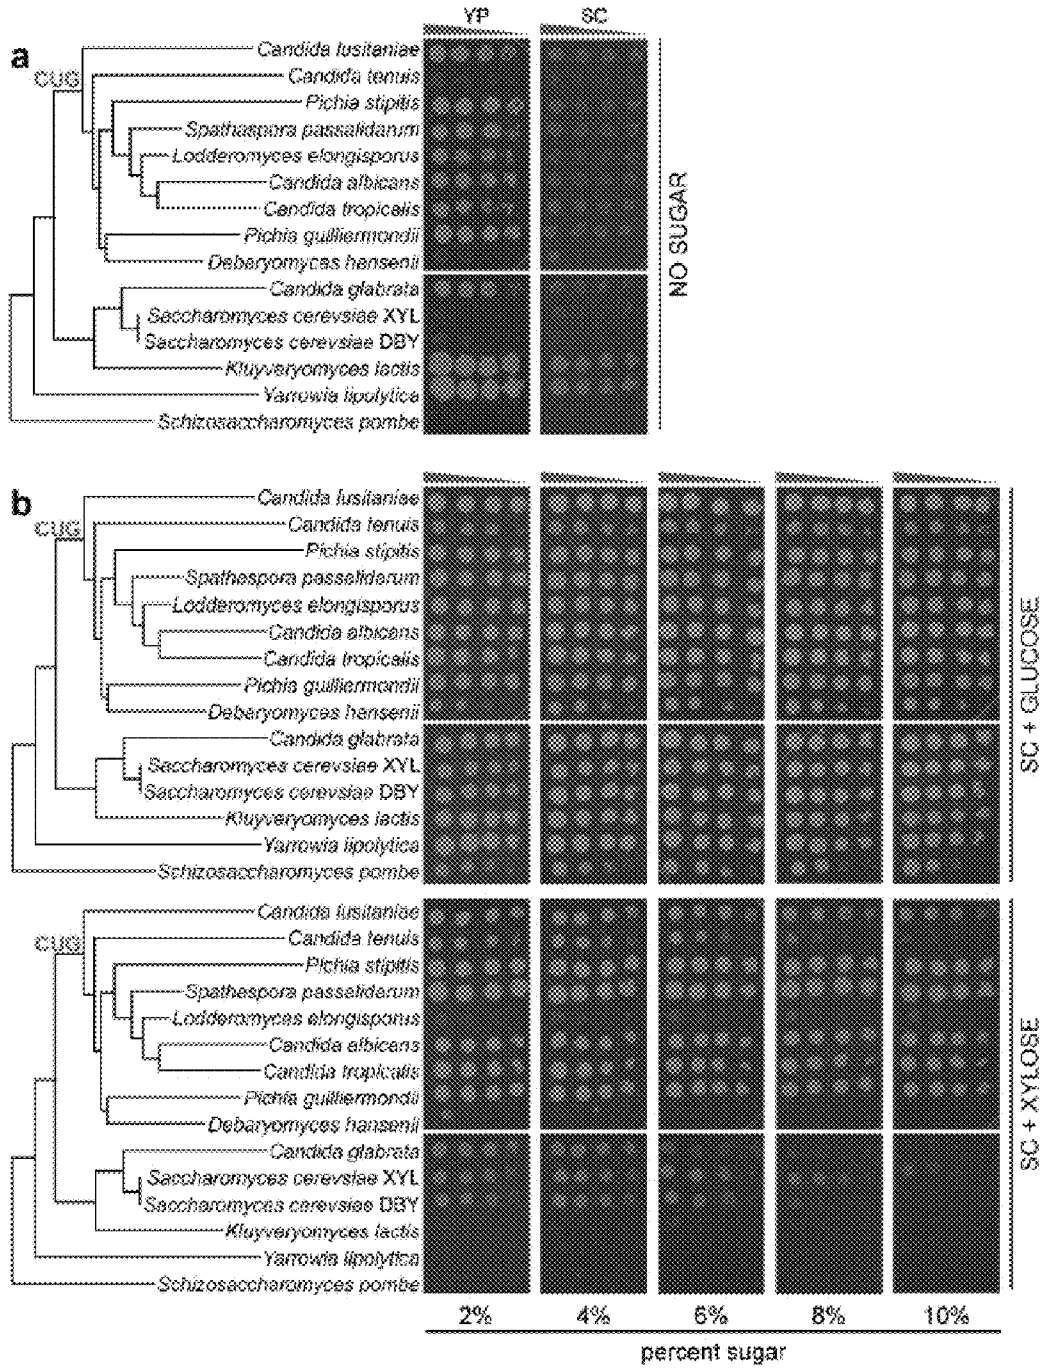 a
YP SC
CUG
Candida lusitaniae
Candida tenuis
Pichia stipitis
Spathaspora passalidarum
Lodderomyces elongisporus
Candida albicans
Candida tropicalis
Pichia guilliermondii
Debaryomyces hansenii
Candida glabrata
Saccharomyces cerevsiae XYL
Saccharomyces cerevsiae DBY
Kluyveryomyces lactis
Yarrowia lipolytica
Schizosaccharomyces pombe
NO SUGAR
b
CUG
Candida lusitaniae
Candida tenuis
Pichia stipitis
Spathaspora passalidarum
Lodderomyces elongisporus
Candida albicans
Candida tropicalis
Pichia guilliermondii
Debaryomyces hansenii
Candida glabrata
Saccharomyces cerevsiae XYL
Saccharomyces cerevsiae DBY
Kluyveryomyces lactis
Yarrowia lipolytica
Schizosaccharomyces pombe
SC + GLUCOSE
CUG
Candida lusitaniae
Candida tenuis
Pichia stipitis
Spathaspora passalidarum
Lodderomyces elongisporus
Candida albicans
Candida tropicalis
Pichia guilliermondii
Debaryomyces hansenii
Candida glabrata
Saccharomyces cerevsiae XYL
Saccharomyces cerevsiae DBY
Kluyveryomyces lactis
Yarrowia lipolytica
Schizosaccharomyces pombe
SC + XYLOSE
2% 4% 6% 8% 10%
percent sugar